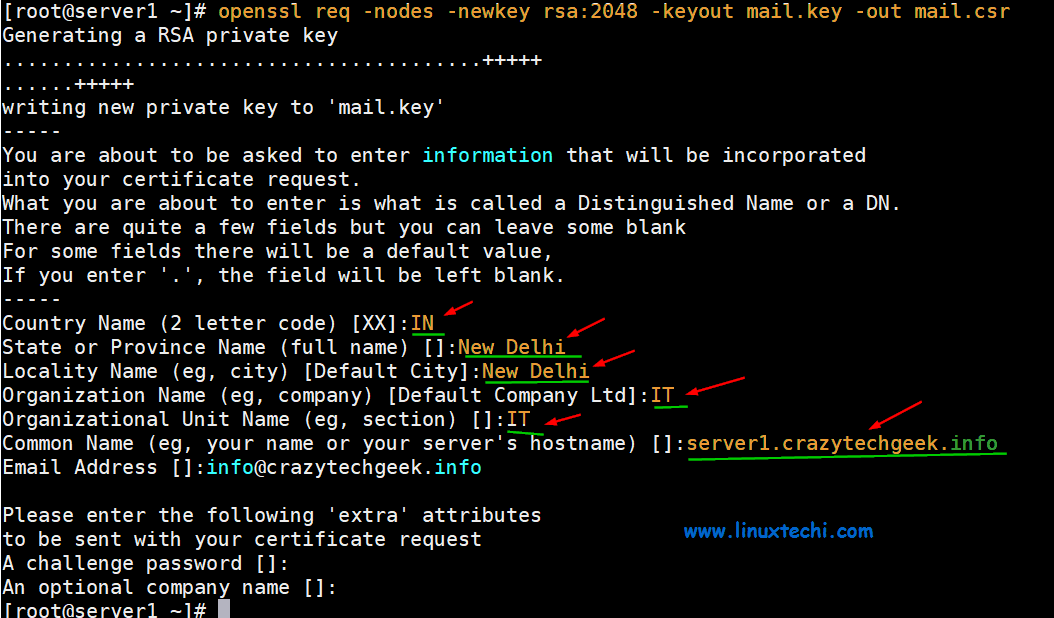 [root@server1 ~]# openssl req -nodes -newkey rsa:2048 -keyout mail.key -out mail.csr
Generating a RSA private key
........................................+++++
......+++++
writing new private key to 'mail.key'
-----
You are about to be asked to enter information that will be incorporated
into your certificate request.
What you are about to enter is what is called a Distinguished Name or a DN.
There are quite a few fields but you can leave some blank
For some fields there will be a default value,
If you enter '.', the field will be left blank.
-----
Country Name (2 letter code) [XX]:IN
State or Province Name (full name) []:New Delhi
Locality Name (eg, city) [Default City]:New Delhi
Organization Name (eg, company) [Default Company Ltd]:IT
Organizational Unit Name (eg, section) []:IT
Common Name (eg, your name or your server's hostname) []:server1.crazytechgeek.info
Email Address []:info@crazytechgeek.info

Please enter the following 'extra' attributes
to be sent with your certificate request
www.linuxtechi.com
A challenge password []:
An optional company name []:
[root@server1 ~]#